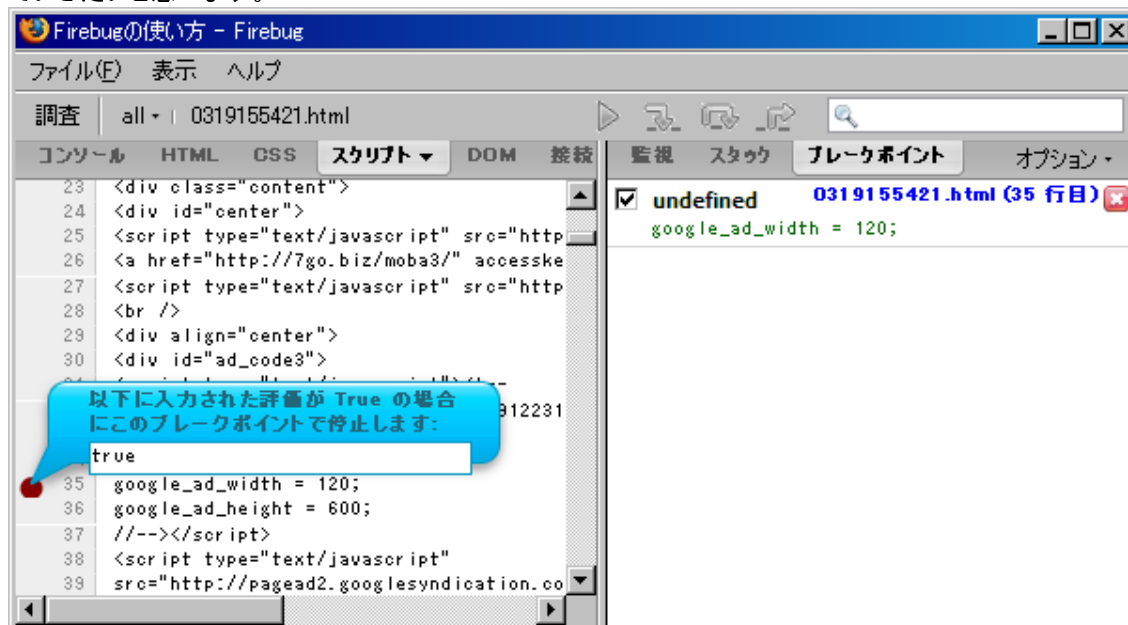 Firebugの使い方 - Firebug
ファイル(F) 表示 ヘルプ
調査 all 0319155421.html
コンソール HTML CSS スクリプト DOM 接続
監視 スタック ブレークポイント オプション
23 <div class="content">
24 <div id="center">
25 <script type="text/javascript" src="http
26 <a href="http://7go.biz/moba3/" accesske
27 <script type="text/javascript" src="http
28 <br />
29 <div align="center">
30 <div id="ad_code3">
以下に入力された評価が True の場合
にこのブレークポイントで停止します:
912231
true
35 google_ad_width = 120;
36 google_ad_height = 600;
37 //--></script>
38 <script type="text/javascript"
39 src="http://pagead2.googlesyndication.co
undefined 0319155421.html (35 行目)
google_ad_width = 120;